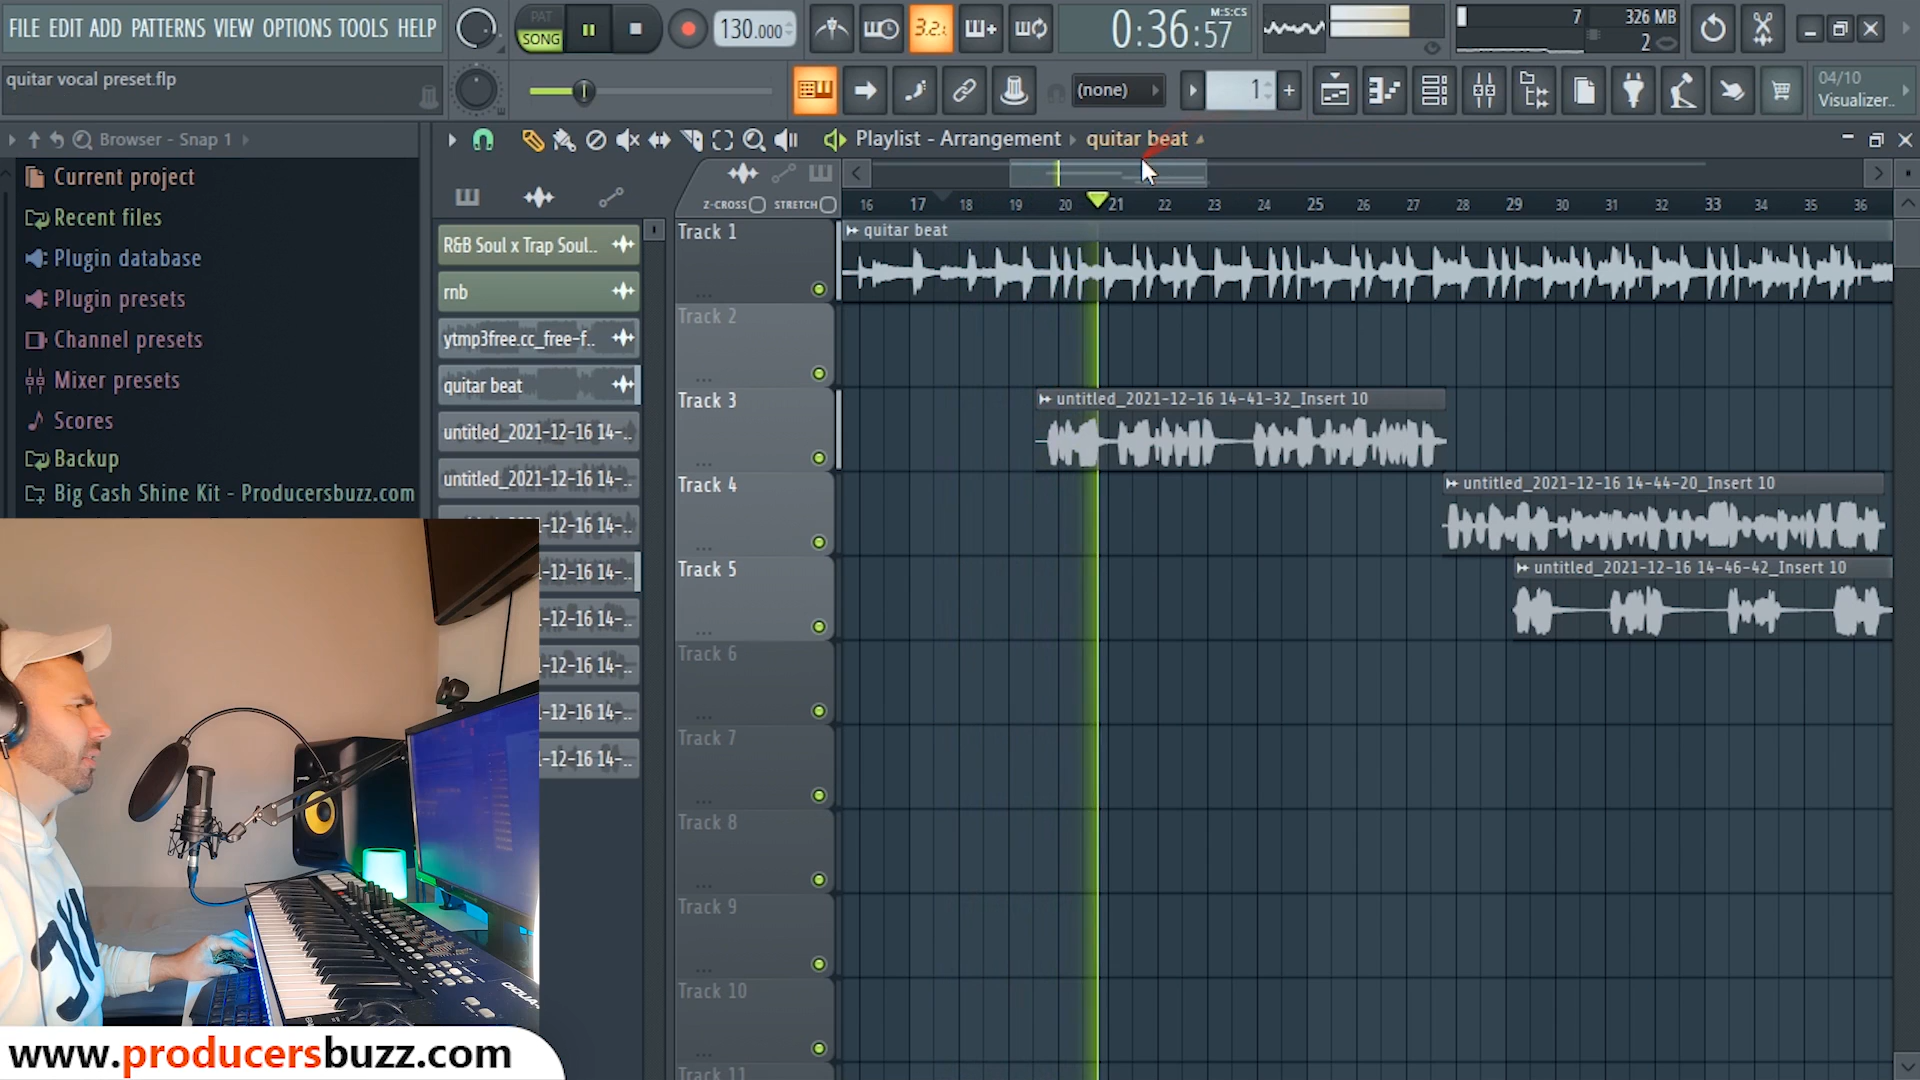 FILE EDIT ADD PATTERNS VIEW OPTIONS TOOLS HELP
PAT
SONG
130.000
3.2.
0:36:57
M:S:CS
7
326 MB
2
quitar vocal preset.flp
(none)
1
04/10
Visualizer..
Browser - Snap 1
Playlist - Arrangement
quitar beat
Current project
Recent files
Plugin database
Plugin presets
Channel presets
Mixer presets
Scores
Backup
Big Cash Shine Kit - Producersbuzz.com
R&B Soul x Trap Soul..
rnb
ytmp3free.cc_free-f..
quitar beat
untitled_2021-12-16 14-..
untitled_2021-12-16 14-..
-12-16 14-..
-12-16 14-..
-12-16 14-..
-12-16 14-..
-12-16 14-..
Z-CROSS
STRETCH
16 17 18 19 20 21 22 23 24 25 26 27 28 29 30 31 32 33 34 35 36
Track 1
quitar beat
Track 2
Track 3
untitled_2021-12-16 14-41-32_Insert 10
Track 4
untitled_2021-12-16 14-44-20_Insert 10
Track 5
untitled_2021-12-16 14-46-42_Insert 10
Track 6
Track 7
Track 8
Track 9
Track 10
Track 11
www.producersbuzz.com